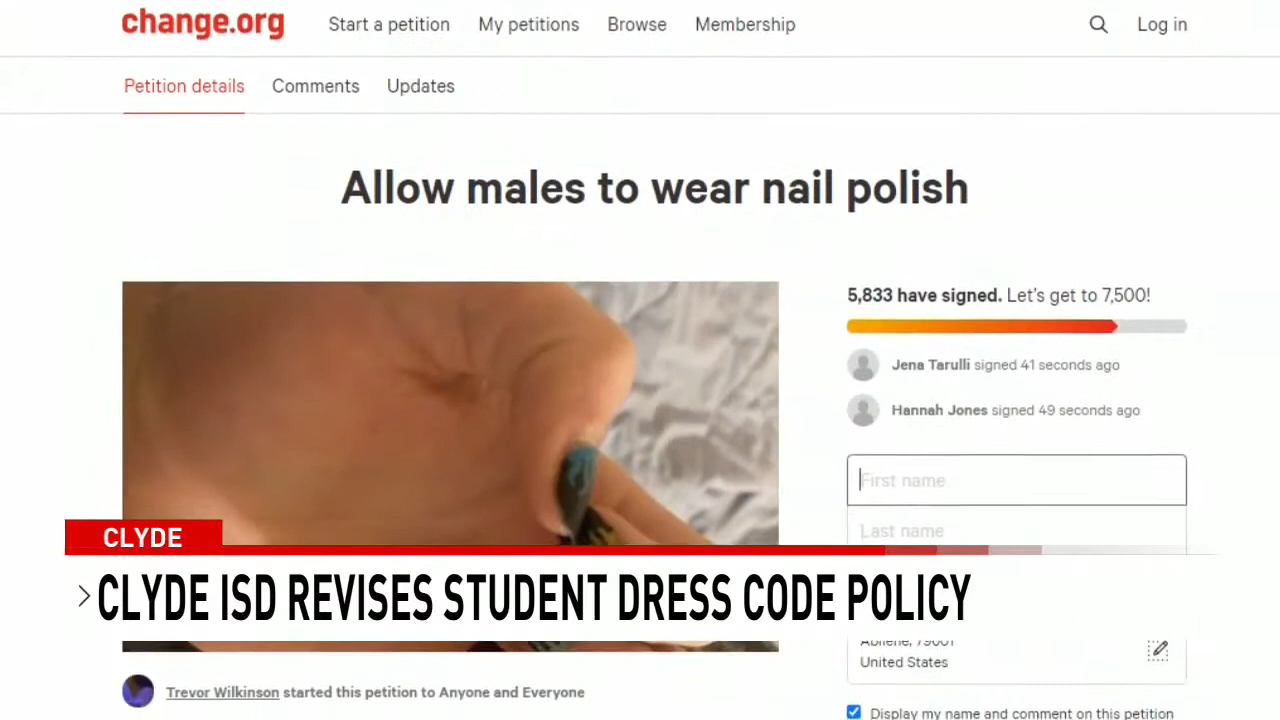 change.org Start a petition My petitions Browse Membership Log in
Petition details Comments Updates
Allow males to wear nail polish
5,833 have signed. Let's get to 7,500!
Jena Tarulli signed 41 seconds ago
Hannah Jones signed 49 seconds ago
First name
Last name
CLYDE
CLYDE ISD REVISES STUDENT DRESS CODE POLICY
Abilene, 79601
United States
Trevor Wilkinson started this petition to Anyone and Everyone
Display my name and comment on this petition